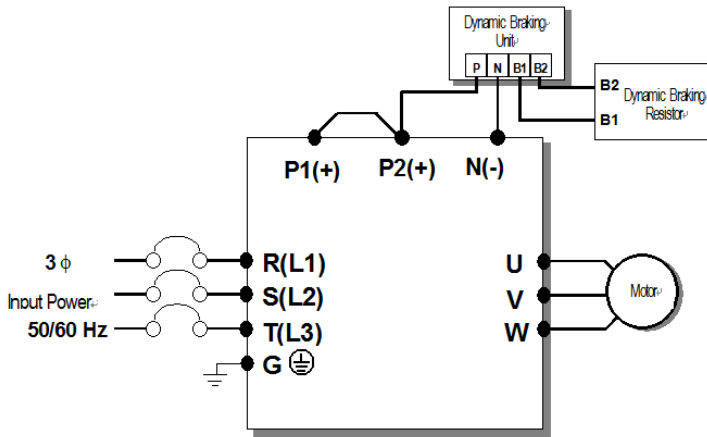 Dynamic Braking
Unit
P N B1 B2
B2
Dynamic Braking
B1
Resistor
P1(+) P2(+) N(-)
3 ϕ
R(L1)
U
Input Power
S(L2)
V
Motor
50/60 Hz
T(L3)
W
G